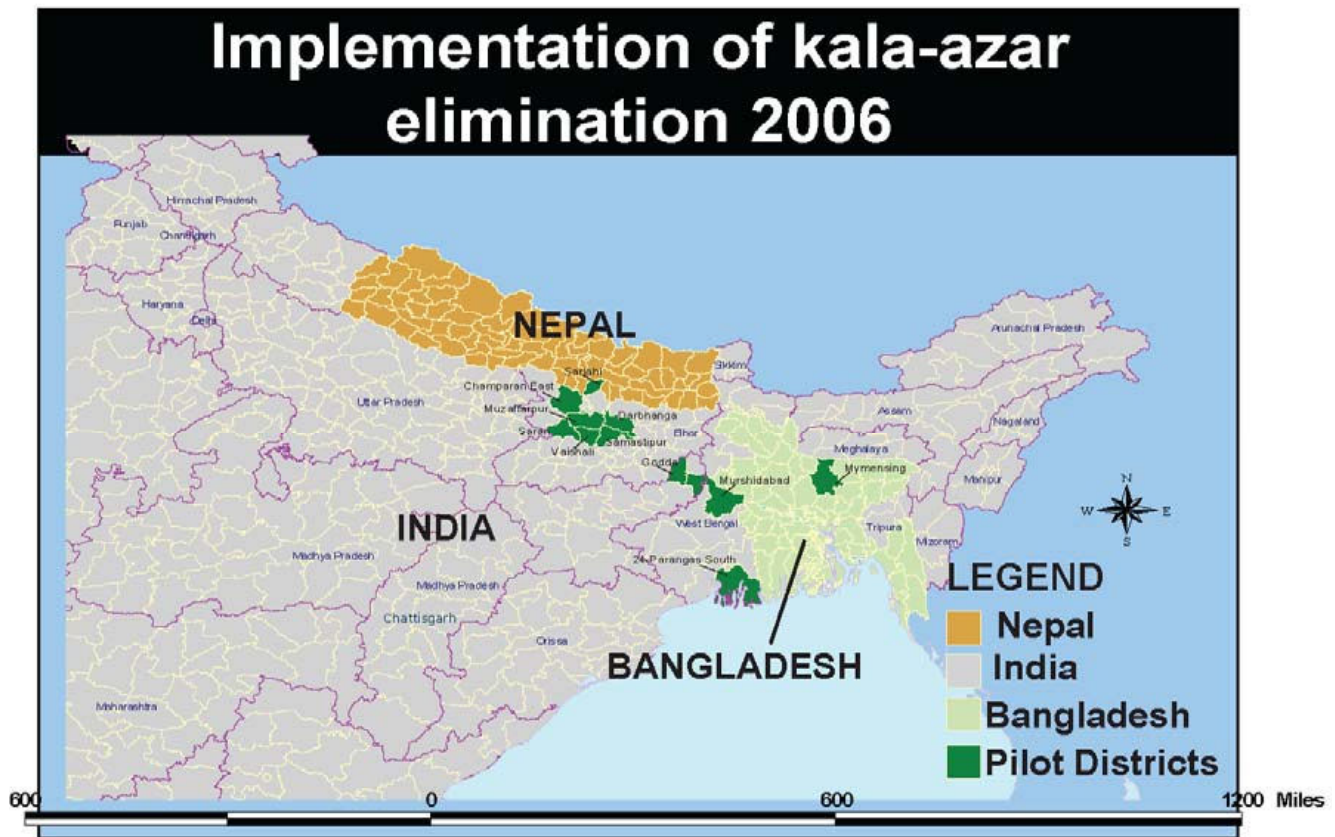 Implementation of kala-azar
elimination 2006
Himachal Pradesh
Punjab
Chandigarh
Haryana
Delhi
NEPAL
Arunachal Pradesh
Sikkim
Sarlahi
Champaran East
Uttar Pradesh
Muzaffarpur
Darbhanga
Assam
Nagaland
Saran
Bihar
Samastipur
Vaishali
Meghalaya
Godda
Mymensing
Murshidabad
Manipur
N
W E
S
INDIA
West Bengal
Tripura
Mizoram
Madhya Pradesh
24-Parangas South
Madhya Pradesh
Chattisgarh
Orissa
BANGLADESH
Maharashtra
LEGEND
Nepal
India
Bangladesh
Pilot Districts
600 0 600 1200 Miles